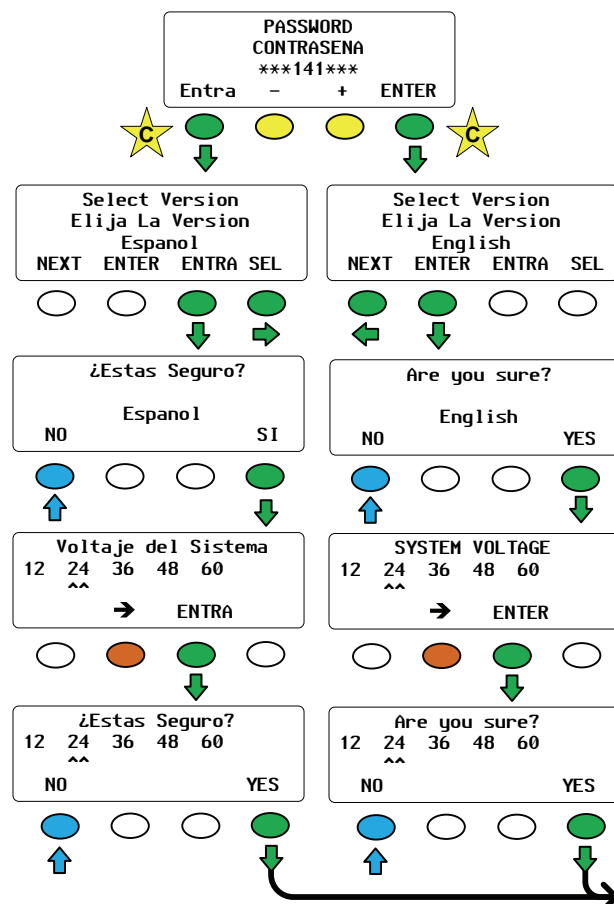 PASSWORD
CONTRASENA
***141***
Entra - + ENTER
C C
Select Version
Elija La Version
Espanol
NEXT ENTER ENTRA SEL
Select Version
Elija La Version
English
NEXT ENTER ENTRA SEL
¿Estas Seguro?
Espanol
NO SI
Are you sure?
English
NO YES
Voltaje del Sistema
12 24 36 48 60
^^
➔ ENTRA
SYSTEM VOLTAGE
12 24 36 48 60
^^
➔ ENTER
¿Estas Seguro?
12 24 36 48 60
^^
NO YES
Are you sure?
12 24 36 48 60
^^
NO YES